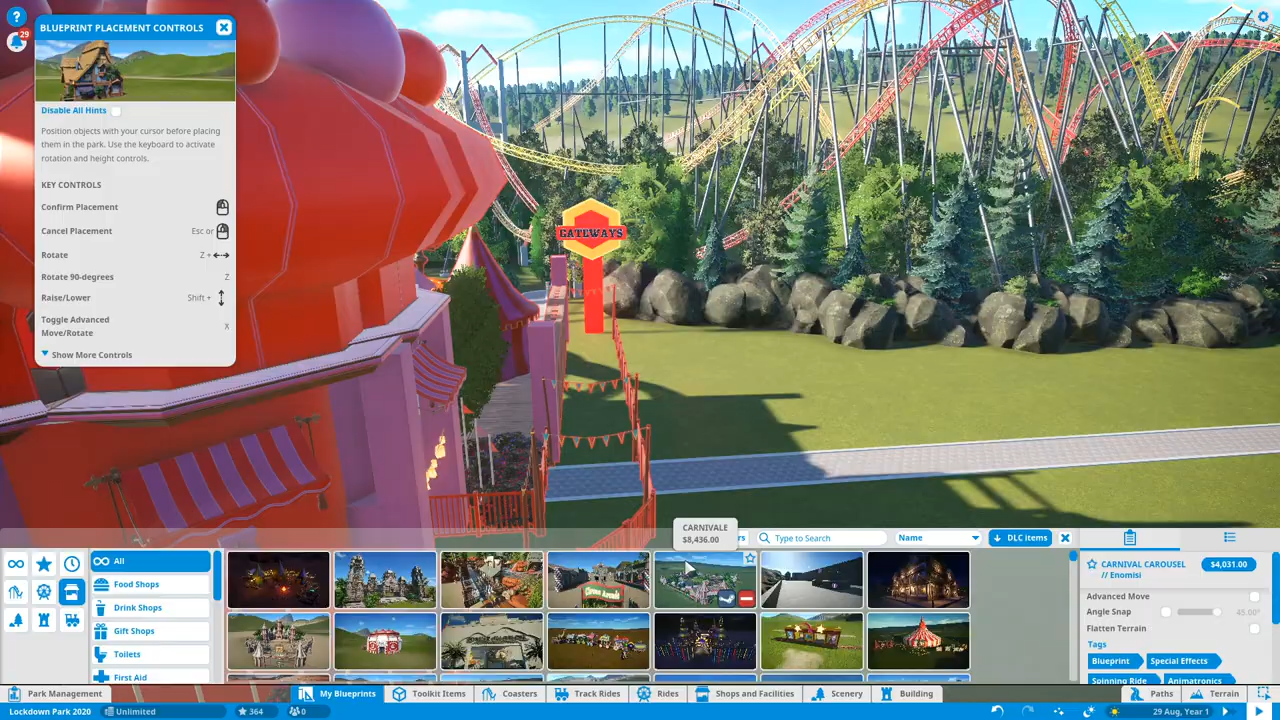 ?
29
BLUEPRINT PLACEMENT CONTROLS
Disable All Hints
Position objects with your cursor before placing
them in the park. Use the keyboard to activate
rotation and height controls.
KEY CONTROLS
Confirm Placement
Cancel Placement Esc or
Rotate Z +
Rotate 90-degrees Z
Raise/Lower Shift +
Toggle Advanced
Move/Rotate X
Show More Controls
GATEWAYS
CARNIVALE
$8,436.00
Type to Search
Name
DLC items
All
Food Shops
Drink Shops
Gift Shops
Toilets
First Aid
CARNIVAL CAROUSEL
// Enomisi
$4,031.00
Advanced Move
Angle Snap 45.00°
Flatten Terrain
Tags
Blueprint Special Effects
Spinning Ride Animatronics
Park Management My Blueprints Toolkit Items Coasters Track Rides Rides Shops and Facilities Scenery Building Paths Terrain
Lockdown Park 2020 Unlimited 364 0 29 Aug, Year 1